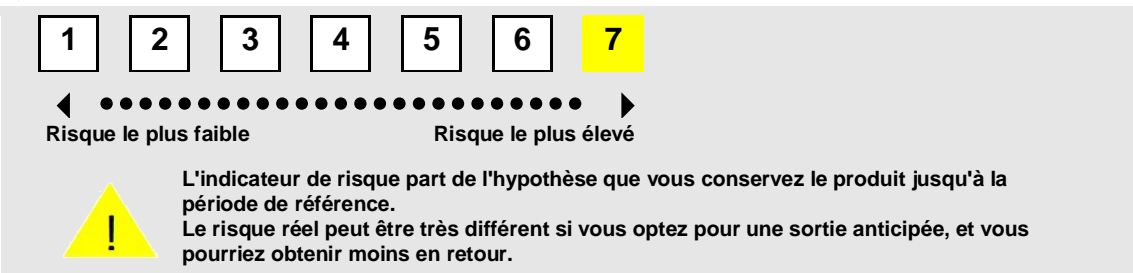 1 2 3 4 5 6 7
Risque le plus faible Risque le plus élevé
L'indicateur de risque part de l'hypothèse que vous conservez le produit jusqu'à la
période de référence.
Le risque réel peut être très différent si vous optez pour une sortie anticipée, et vous
pourriez obtenir moins en retour.
!